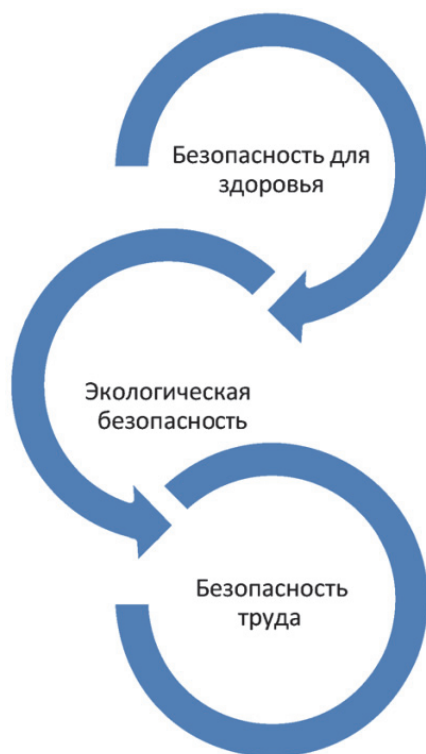 Безопасность для
здоровья
Экологическая
безопасность
Безопасность
труда